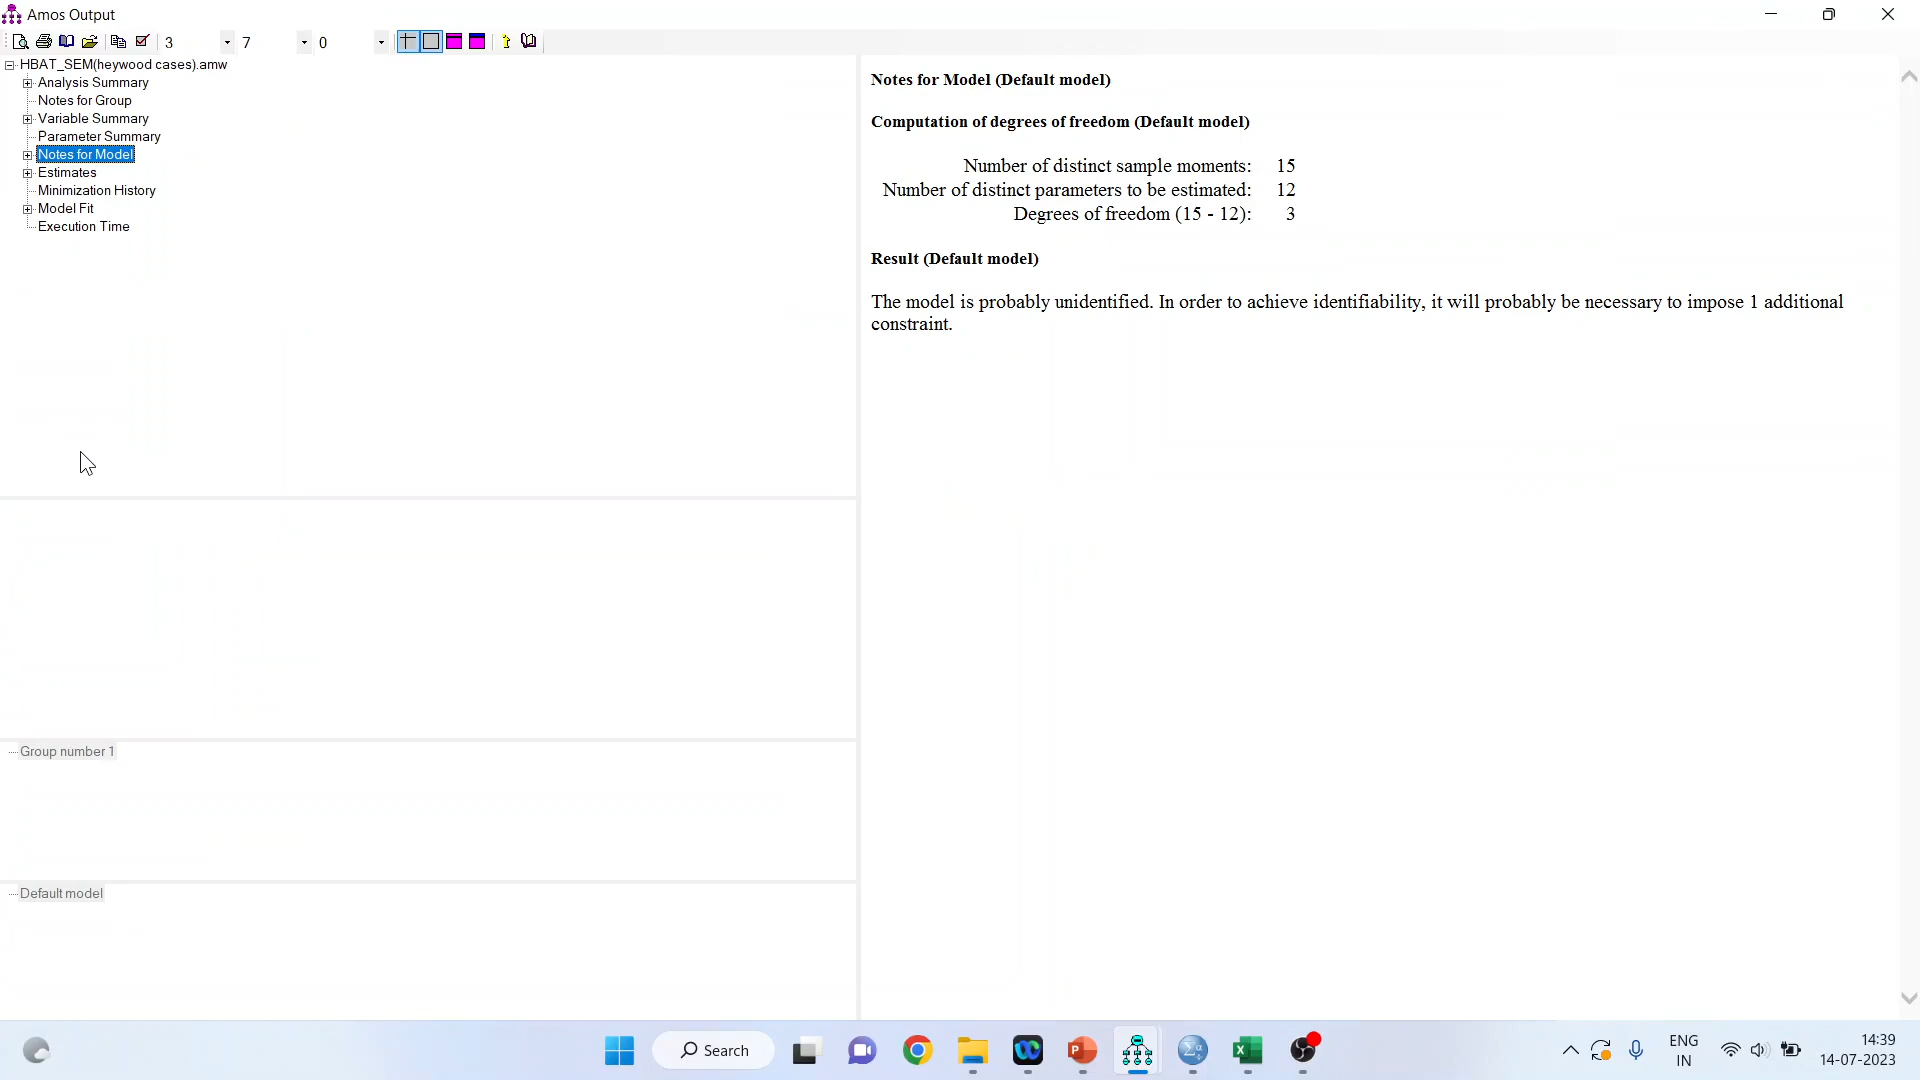 Amos Output
3 7 0
HBAT_SEM(heywood cases).amw
Analysis Summary
Notes for Group
Variable Summary
Parameter Summary
Notes for Model
Estimates
Minimization History
Model Fit
Execution Time
Group number 1
Default model
Notes for Model (Default model)
Computation of degrees of freedom (Default model)
Number of distinct sample moments: 15
Number of distinct parameters to be estimated: 12
Degrees of freedom (15 - 12): 3
Result (Default model)
The model is probably unidentified. In order to achieve identifiability, it will probably be necessary to impose 1 additional
constraint.
Search
ENG
IN
14:39
14-07-2023